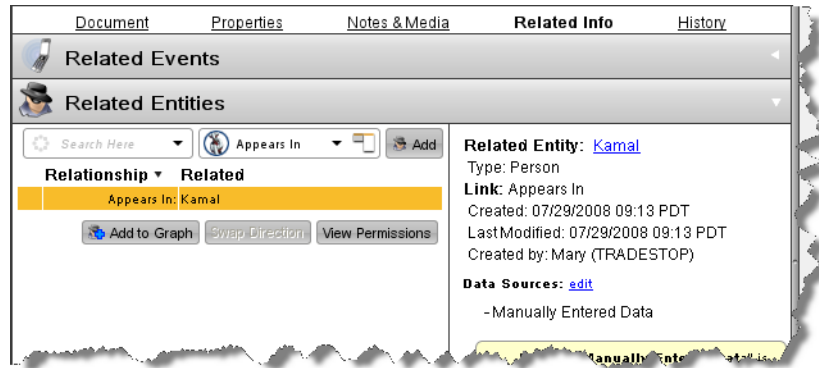 Document Properties Notes & Media Related Info History
Related Events
Related Entities
Search Here Appears In Add
Relationship Related
Appears In: Kamal
Add to Graph Swap Direction View Permissions
Related Entity: Kamal
Type: Person
Link: Appears In
Created: 07/29/2008 09:13 PDT
Last Modified: 07/29/2008 09:13 PDT
Created by: Mary (TRADESTOP)
Data Sources: edit
- Manually Entered Data